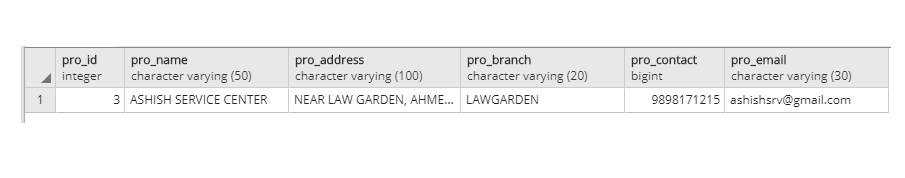 pro_id pro_name pro_address pro_branch pro_contact pro_email
integer character varying (50) character varying (100) character varying (20) bigint character varying (30)
1 3 ASHISH SERVICE CENTER NEAR LAW GARDEN, AHME... LAWGARDEN 9898171215 ashishsrv@gmail.com